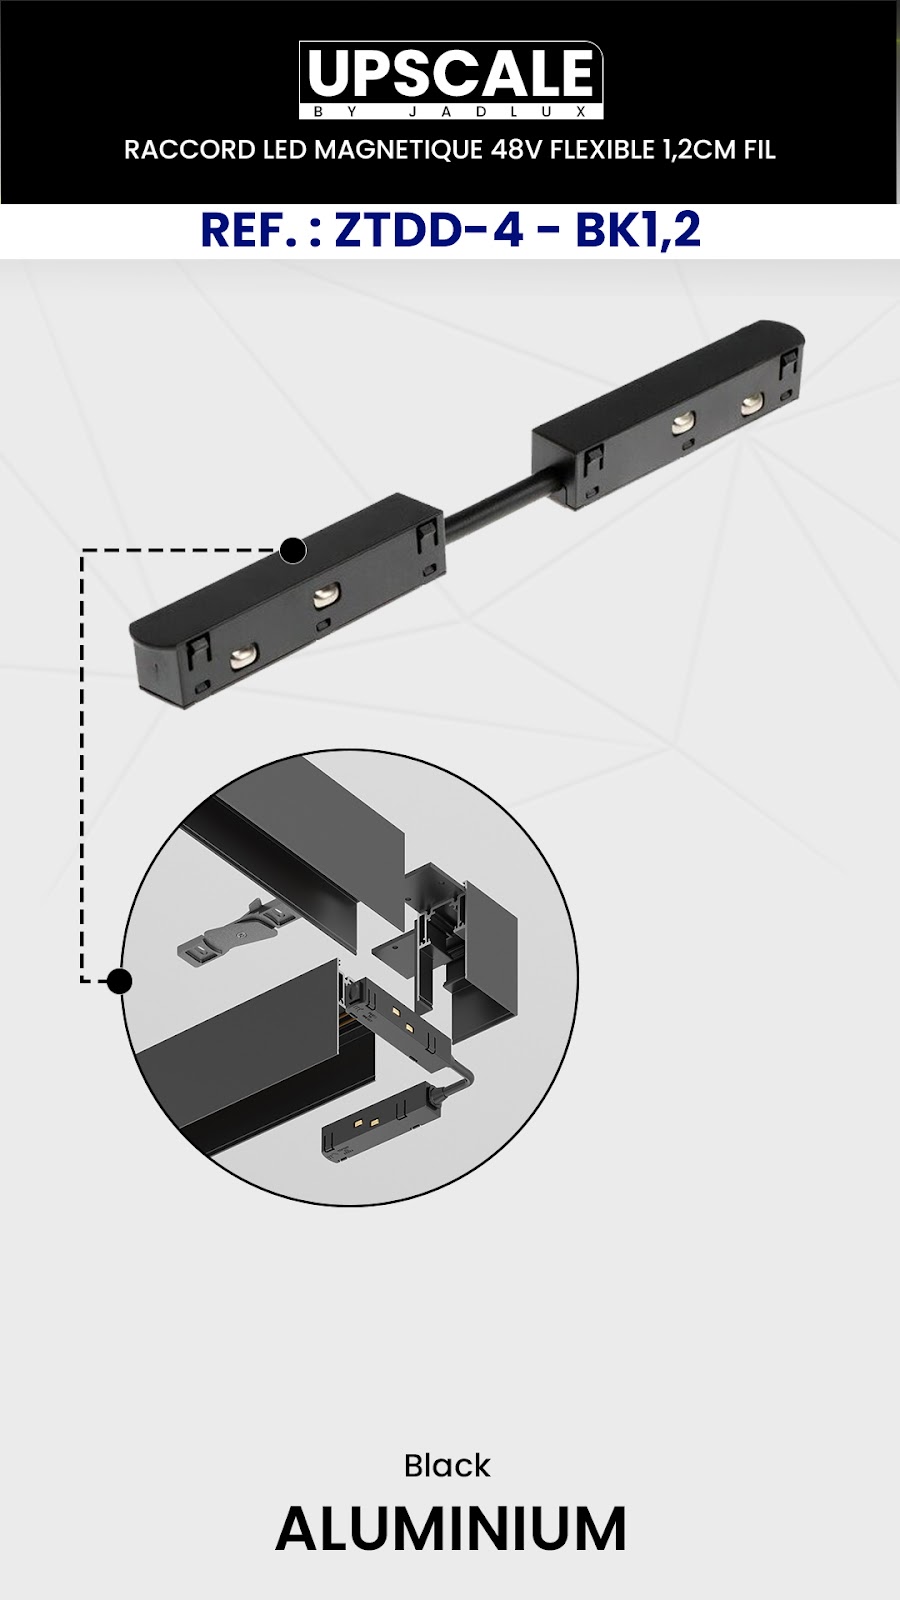 UPSCALE
BY JADLUX
RACCORD LED MAGNETIQUE 48V FLEXIBLE 1,2CM FIL
REF. : ZTDD-4 - BK1,2
Black
ALUMINIUM